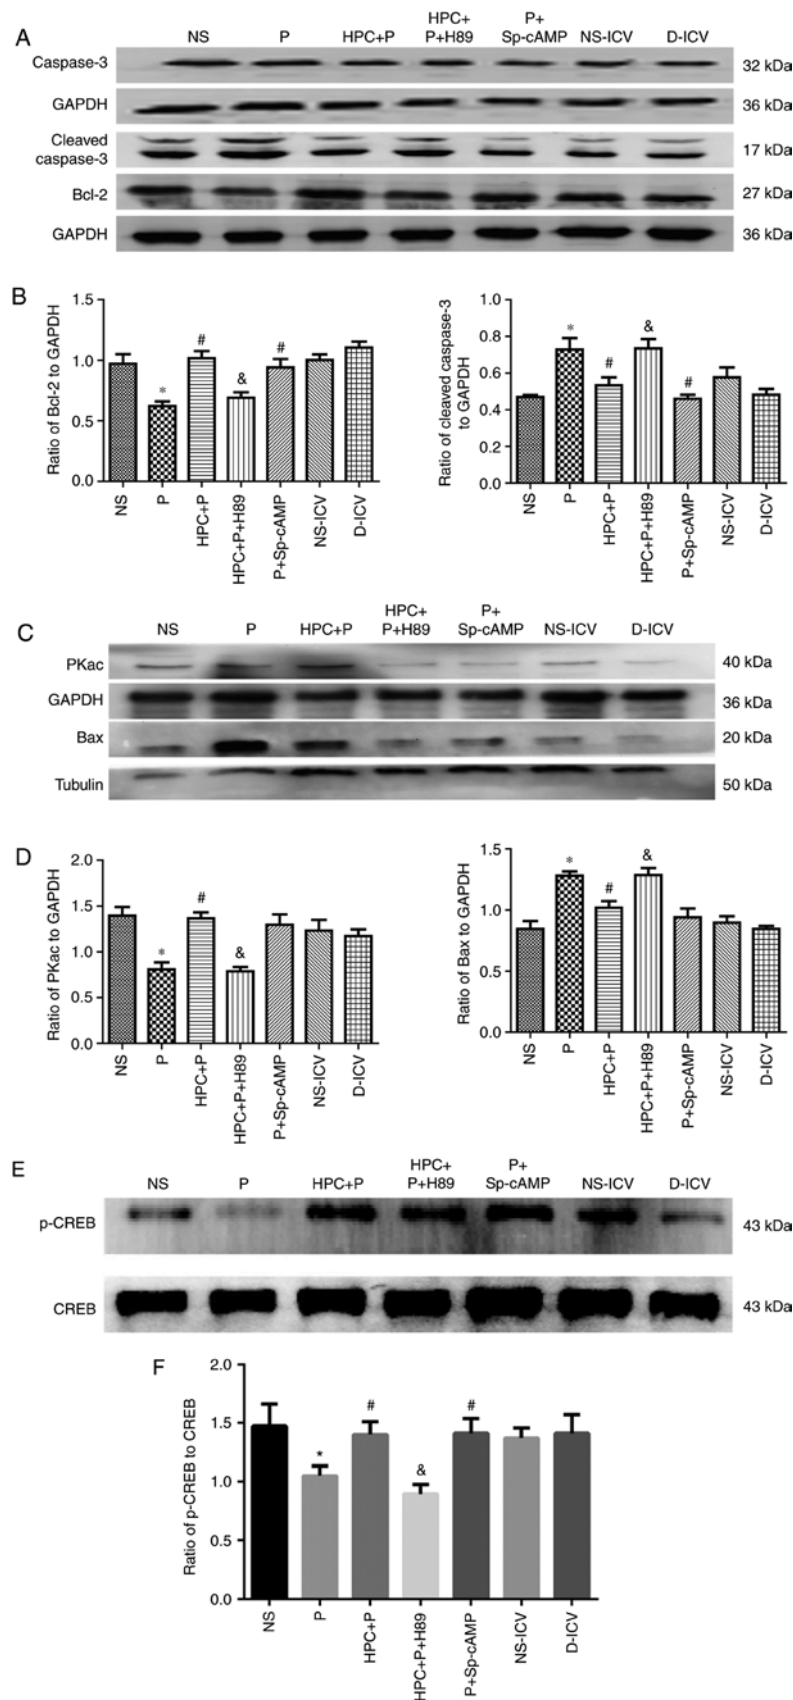 A
NS P HPC+P HPC+ P+H89 P+ Sp-cAMP NS-ICV D-ICV
Caspase-3 32 kDa
GAPDH 36 kDa
Cleaved caspase-3 17 kDa
Bcl-2 27 kDa
GAPDH 36 kDa
B
Ratio of Bcl-2 to GAPDH
1.5
1.0
0.5
0.0
* # & #
NS P HPC+P HPC+P+H89 P+Sp-cAMP NS-ICV D-ICV
Ratio of cleaved caspase-3
to GAPDH
1.0
0.8
0.6
0.4
0.2
0.0
* # & #
NS P HPC+P HPC+P+H89 P+Sp-cAMP NS-ICV D-ICV
C
NS P HPC+P HPC+ P+H89 P+ Sp-cAMP NS-ICV D-ICV
PKac 40 kDa
GAPDH 36 kDa
Bax 20 kDa
Tubulin 50 kDa
D
Ratio of PKac to GAPDH
2.0
1.5
1.0
0.5
0.0
* # &
NS P HPC+P HPC+P+H89 P+Sp-cAMP NS-ICV D-ICV
Ratio of Bax to GAPDH
1.5
1.0
0.5
0.0
* # &
NS P HPC+P HPC+P+H89 P+Sp-cAMP NS-ICV D-ICV
E
NS P HPC+P HPC+ P+H89 P+ Sp-cAMP NS-ICV D-ICV
p-CREB 43 kDa
CREB 43 kDa
F
Ratio of p-CREB to CREB
2.0
1.5
1.0
0.5
0.0
* # & #
NS P HPC+P HPC+P+H89 P+Sp-cAMP NS-ICV D-ICV